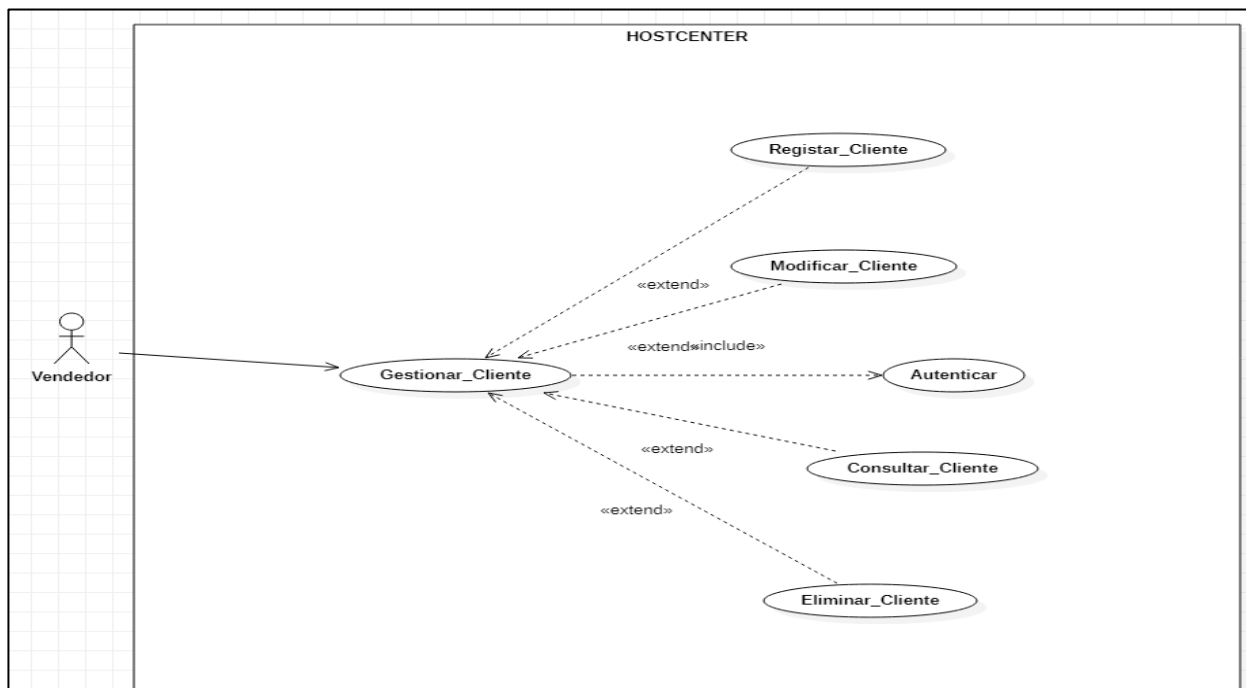 HOSTCENTER
Registar_Cliente
Modificar_Cliente
«extend»
«extend»
«include»
Vendedor
Gestionar_Cliente
Autenticar
«extend»
Consultar_Cliente
«extend»
Eliminar_Cliente